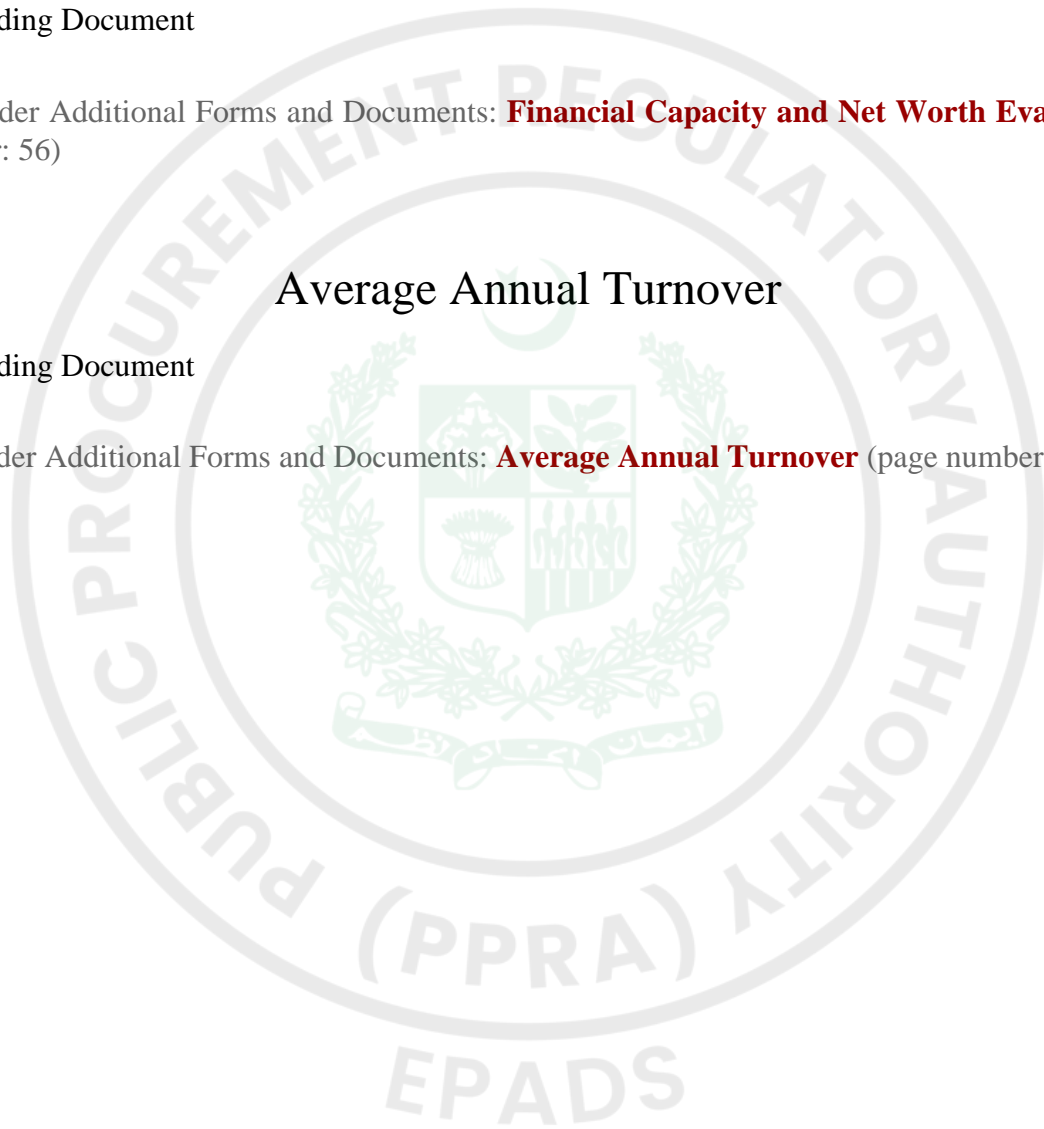 ding Document
der Additional Forms and Documents: Financial Capacity and Net Worth Eva
: 56)
Average Annual Turnover
ding Document
der Additional Forms and Documents: Average Annual Turnover (page number
PUBLIC PROCUREMENT REGULATORY AUTHORITY
(PPRA)
EPADS